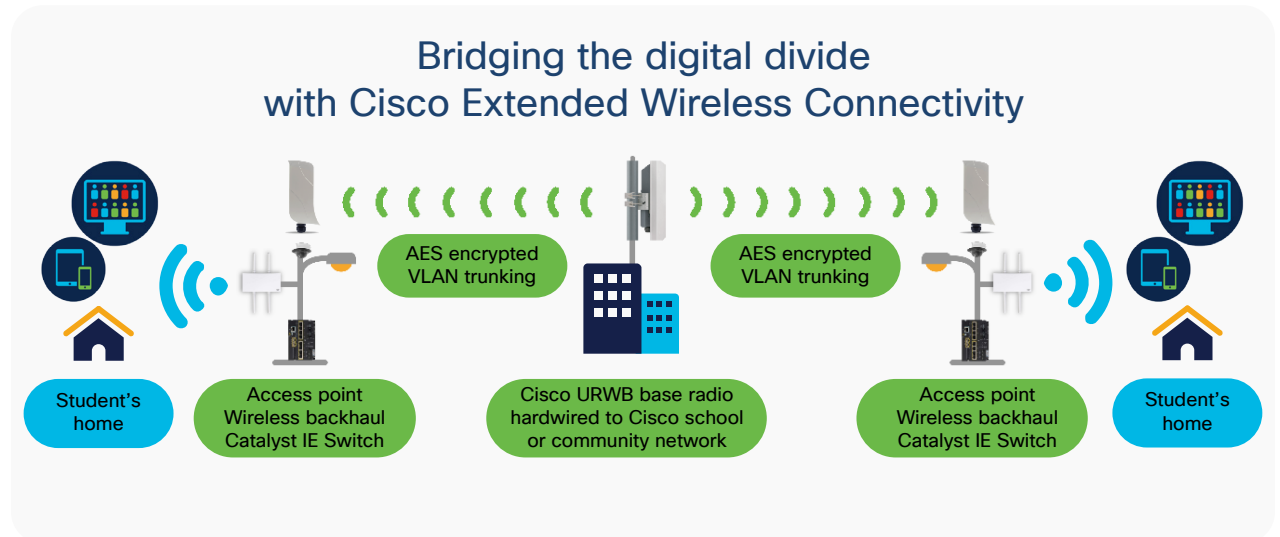 Bridging the digital divide
with Cisco Extended Wireless Connectivity
AES encrypted
VLAN trunking
AES encrypted
VLAN trunking
Student's
home
Access point
Wireless backhaul
Catalyst IE Switch
Cisco URWB base radio
hardwired to Cisco school
or community network
Access point
Wireless backhaul
Catalyst IE Switch
Student's
home